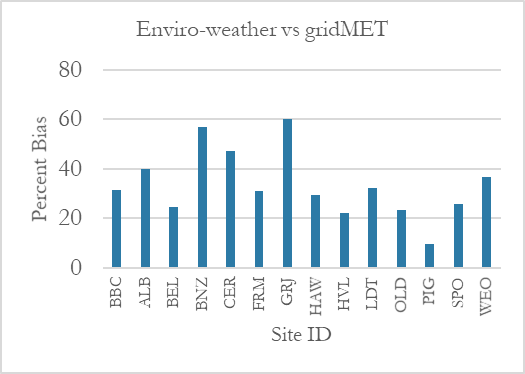 Enviro-weather vs gridMET
80
60
40
20
0
Percent Bias
BBC
ALB
BEL
BNZ
CER
FRM
GRJ
HAW
HVL
LDT
OLD
PIG
SPO
WEO
Site ID